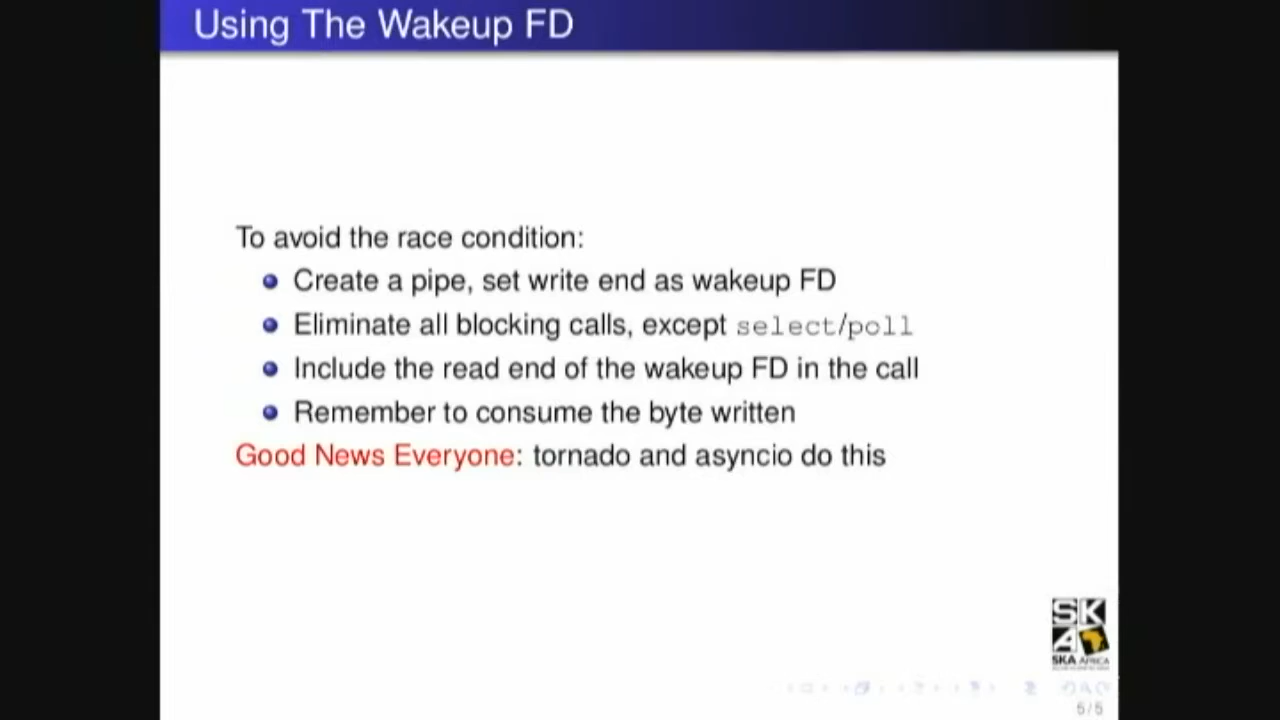 Using The Wakeup FD
To avoid the race condition:
Create a pipe, set write end as wakeup FD
Eliminate all blocking calls, except select/poll
Include the read end of the wakeup FD in the call
Remember to consume the byte written
Good News Everyone: tornado and asyncio do this
SK
A
SKA AFRICA
5/5